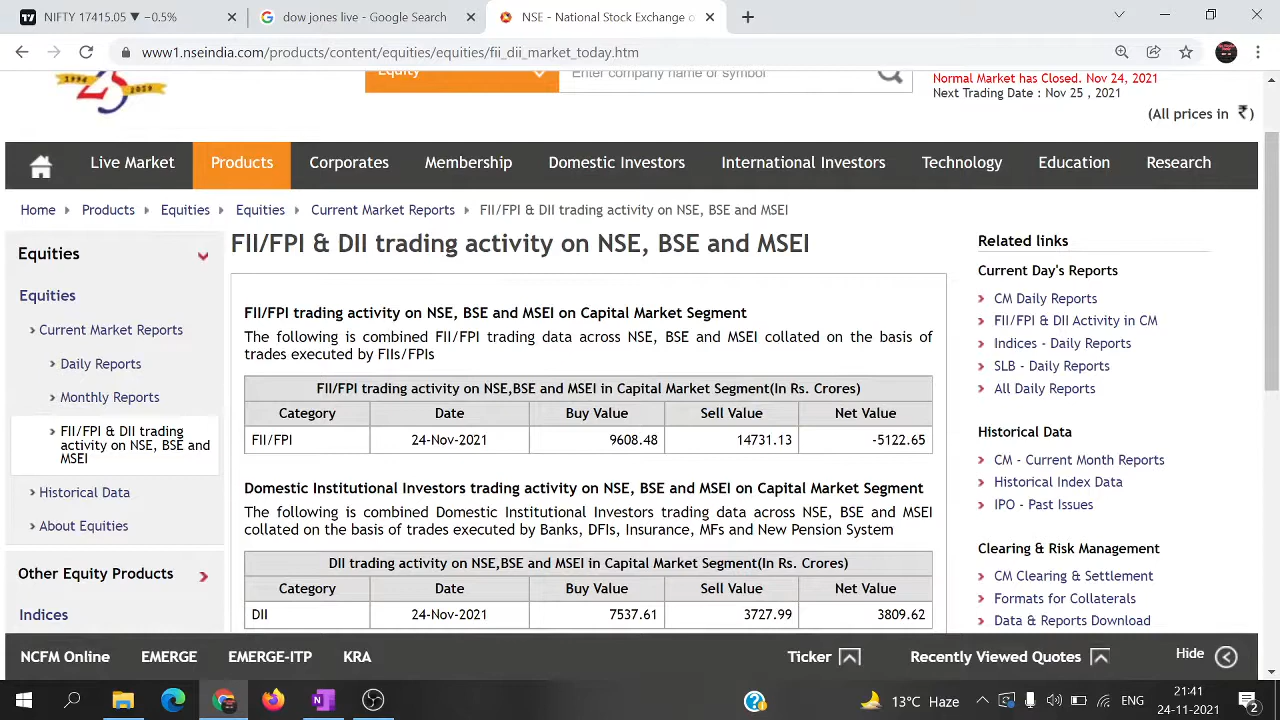 NIFTY 17415.05 ▼ −0.5%
dow jones live - Google Search
NSE - National Stock Exchange o
www1.nseindia.com/products/content/equities/equities/fii_dii_market_today.htm
Equity
Enter company name or symbol
Normal Market has Closed. Nov 24, 2021
Next Trading Date : Nov 25 , 2021
(All prices in ₹)
Home Live Market Products Corporates Membership Domestic Investors International Investors Technology Education Research
Home Products Equities Equities Current Market Reports FII/FPI & DII trading activity on NSE, BSE and MSEI
Equities
Equities
Current Market Reports
Daily Reports
Monthly Reports
FII/FPI & DII trading
activity on NSE, BSE and
MSEI
Historical Data
About Equities
Other Equity Products
Indices
FII/FPI & DII trading activity on NSE, BSE and MSEI
FII/FPI trading activity on NSE, BSE and MSEI on Capital Market Segment
The following is combined FII/FPI trading data across NSE, BSE and MSEI collated on the basis of
trades executed by FIIs/FPIs
FII/FPI trading activity on NSE,BSE and MSEI in Capital Market Segment(In Rs. Crores)
Category Date Buy Value Sell Value Net Value
FII/FPI 24-Nov-2021 9608.48 14731.13 -5122.65
Domestic Institutional Investors trading activity on NSE, BSE and MSEI on Capital Market Segment
The following is combined Domestic Institutional Investors trading data across NSE, BSE and MSEI
collated on the basis of trades executed by Banks, DFIs, Insurance, MFs and New Pension System
DII trading activity on NSE,BSE and MSEI in Capital Market Segment(In Rs. Crores)
Category Date Buy Value Sell Value Net Value
DII 24-Nov-2021 7537.61 3727.99 3809.62
Related links
Current Day's Reports
CM Daily Reports
FII/FPI & DII Activity in CM
Indices - Daily Reports
SLB - Daily Reports
All Daily Reports
Historical Data
CM - Current Month Reports
Historical Index Data
IPO - Past Issues
Clearing & Risk Management
CM Clearing & Settlement
Formats for Collaterals
Data & Reports Download
NCFM Online EMERGE EMERGE-ITP KRA Ticker Recently Viewed Quotes Hide
13°C Haze ENG 21:41
24-11-2021 2